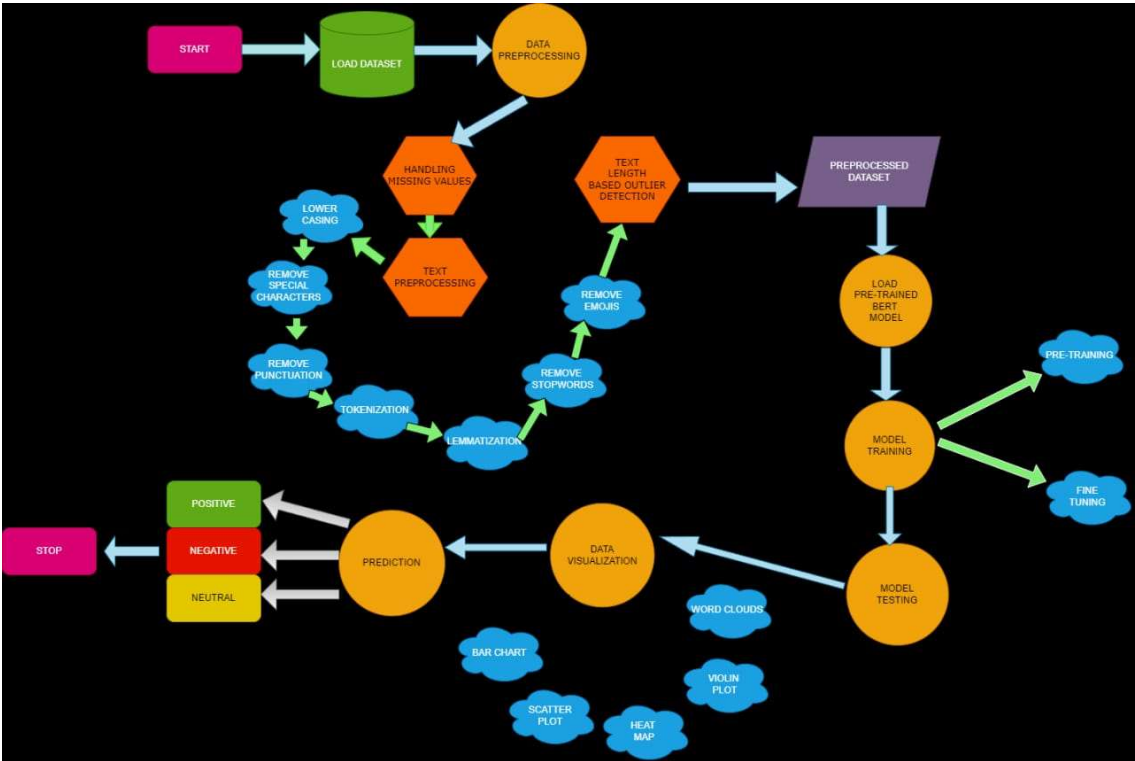 START
LOAD DATASET
DATA
PREPROCESSING
HANDLING
MISSING VALUES
TEXT
PREPROCESSING
LOWER
CASING
REMOVE
SPECIAL
CHARACTERS
REMOVE
PUNCTUATION
TOKENIZATION
LEMMATIZATION
REMOVE
STOPWORDS
REMOVE
EMOJIS
TEXT
LENGTH
BASED OUTLIER
DETECTION
PREPROCESSED
DATASET
LOAD
PRE-TRAINED
BERT
MODEL
MODEL
TRAINING
PRE-TRAINING
FINE
TUNING
MODEL
TESTING
DATA
VISUALIZATION
WORD CLOUDS
VIOLIN
PLOT
HEAT
MAP
SCATTER
PLOT
BAR CHART
PREDICTION
POSITIVE
NEGATIVE
NEUTRAL
STOP